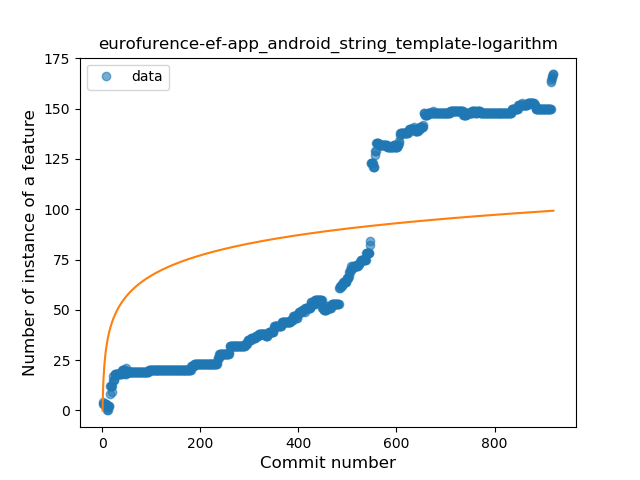 eurofurence-ef-app_android_string_template-logarithm
data
Number of instance of a feature
175
150
125
100
75
50
25
0
0 200 400 600 800
Commit number